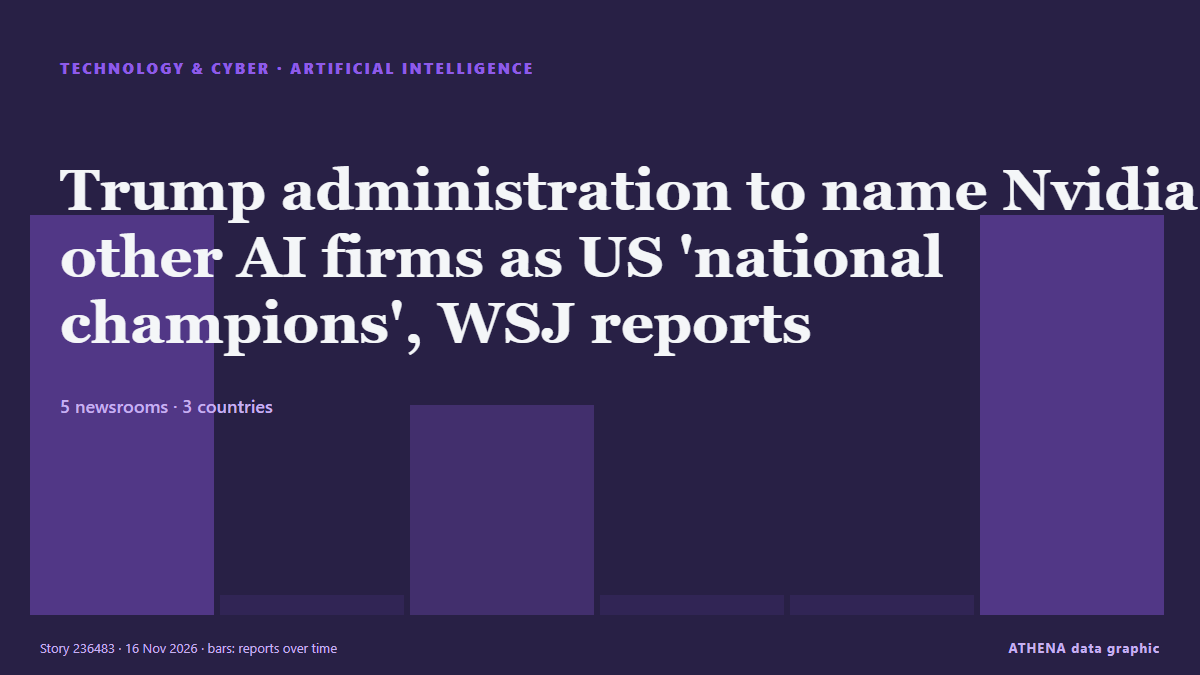 TECHNOLOGY & CYBER · ARTIFICIAL INTELLIGENCE
Trump administration to name Nvidia
other AI firms as US 'national
champions', WSJ reports
5 newsrooms · 3 countries
Story 236483 · 16 Nov 2026 · bars: reports over time
ATHENA data graphic